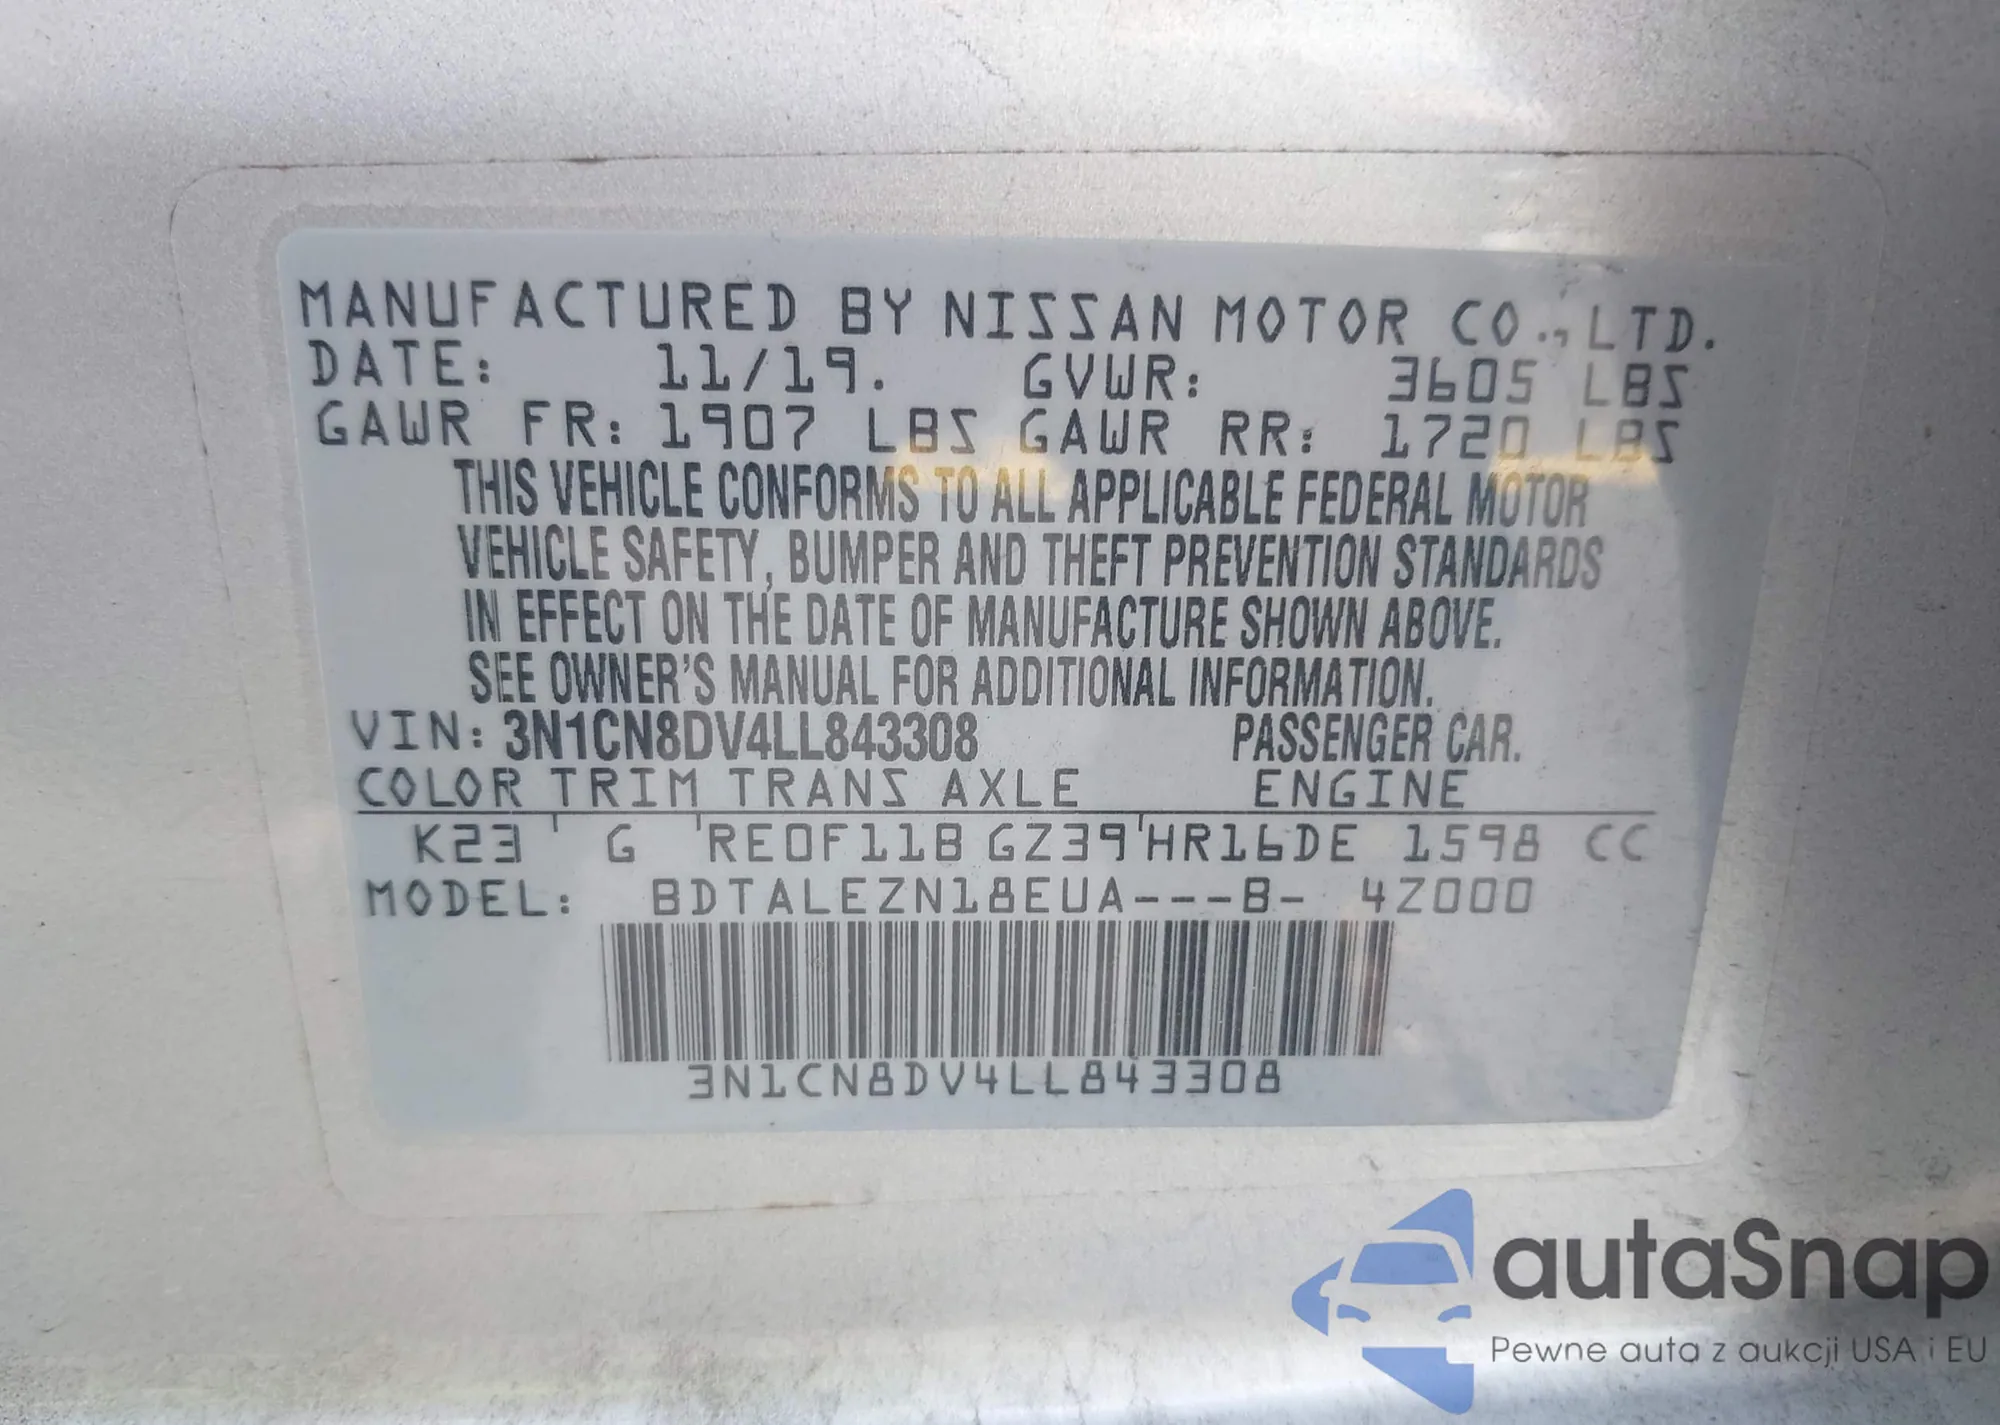 MANUFACTURED BY NISSAN MOTOR CO., LTD.
DATE: 11/19. GVWR: 3605 LBS
GAWR FR: 1907 LBS GAWR RR: 1720 LBS
THIS VEHICLE CONFORMS TO ALL APPLICABLE FEDERAL MOTOR
VEHICLE SAFETY, BUMPER AND THEFT PREVENTION STANDARDS
IN EFFECT ON THE DATE OF MANUFACTURE SHOWN ABOVE.
SEE OWNER'S MANUAL FOR ADDITIONAL INFORMATION.
VIN: 3N1CN8DV4LL843308 PASSENGER CAR.
COLOR TRIM TRANS AXLE ENGINE
K23 G RE0F11B GZ39 HR16DE 1598 CC
MODEL: BDTALEZN18EUA---B- 4Z000
3N1CN8DV4LL843308
autaSnap
Pewne auta z aukcji USA i EU